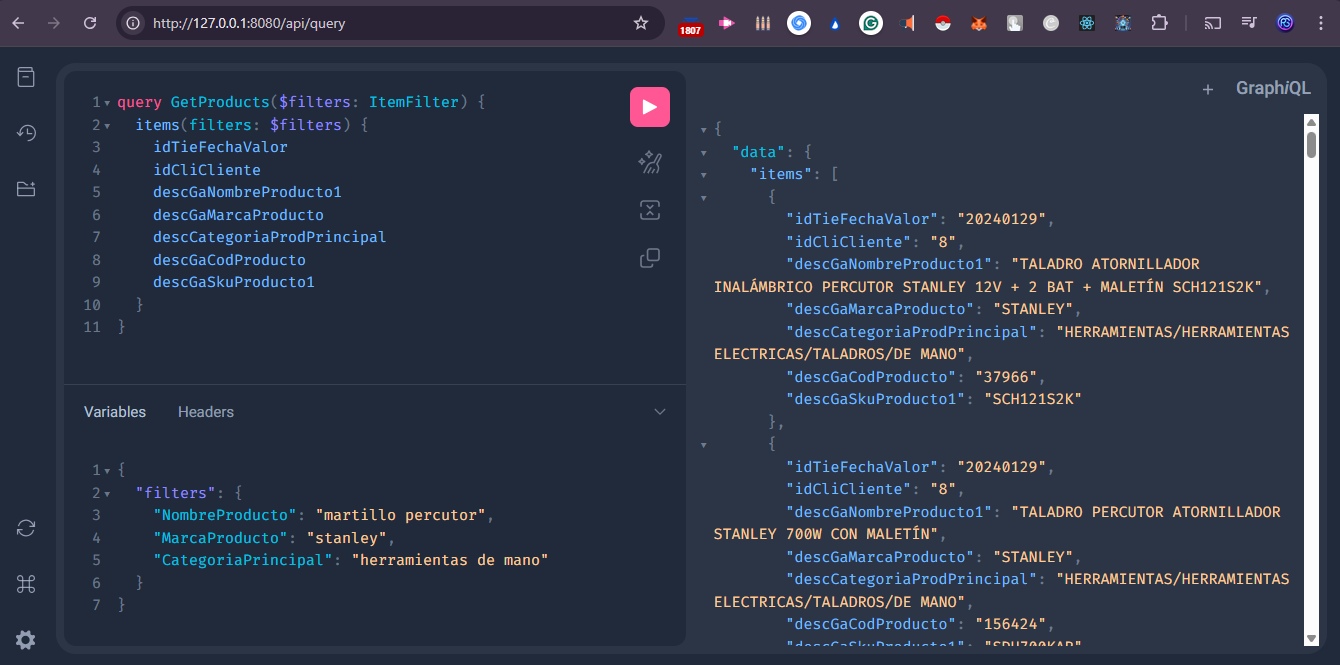 http://127.0.0.1:8080/api/query
1807
1 query GetProducts($filters: ItemFilter) {
2 items(filters: $filters) {
3 idTieFechaValor
4 idCliCliente
5 descGaNombreProducto1
6 descGaMarcaProducto
7 descCategoriaProdPrincipal
8 descGaCodProducto
9 descGaSkuProducto1
10 }
11 }
Variables Headers
1 {
2 "filters": {
3 "NombreProducto": "martillo percutor",
4 "MarcaProducto": "stanley",
5 "CategoriaPrincipal": "herramientas de mano"
6 }
7 }
+ GraphiQL
{
"data": {
"items": [
{
"idTieFechaValor": "20240129",
"idCliCliente": "8",
"descGaNombreProducto1": "TALADRO ATORNILLADOR
INALÁMBRICO PERCUTOR STANLEY 12V + 2 BAT + MALETÍN SCH121S2K",
"descGaMarcaProducto": "STANLEY",
"descCategoriaProdPrincipal": "HERRAMIENTAS/HERRAMIENTAS
ELECTRICAS/TALADROS/DE MANO",
"descGaCodProducto": "37966",
"descGaSkuProducto1": "SCH121S2K"
},
{
"idTieFechaValor": "20240129",
"idCliCliente": "8",
"descGaNombreProducto1": "TALADRO PERCUTOR ATORNILLADOR
STANLEY 700W CON MALETÍN",
"descGaMarcaProducto": "STANLEY",
"descCategoriaProdPrincipal": "HERRAMIENTAS/HERRAMIENTAS
ELECTRICAS/TALADROS/DE MANO",
"descGaCodProducto": "156424",
"descGaSkuProducto1":